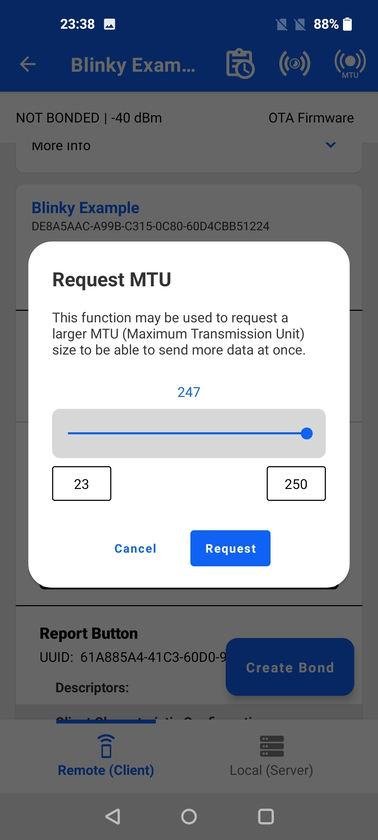 23:38
88%
Blinky Exam...
MTU
NOT BONDED | -40 dBm
OTA Firmware
More Info
Blinky Example
DE8A5AAC-A99B-C315-0C80-60D4CBB51224
Request MTU
This function may be used to request a
larger MTU (Maximum Transmission Unit)
size to be able to send more data at once.
247
23
250
Cancel
Request
Report Button
UUID: 61A885A4-41C3-60D0-9
Create Bond
Descriptors:
Remote (Client)
Local (Server)